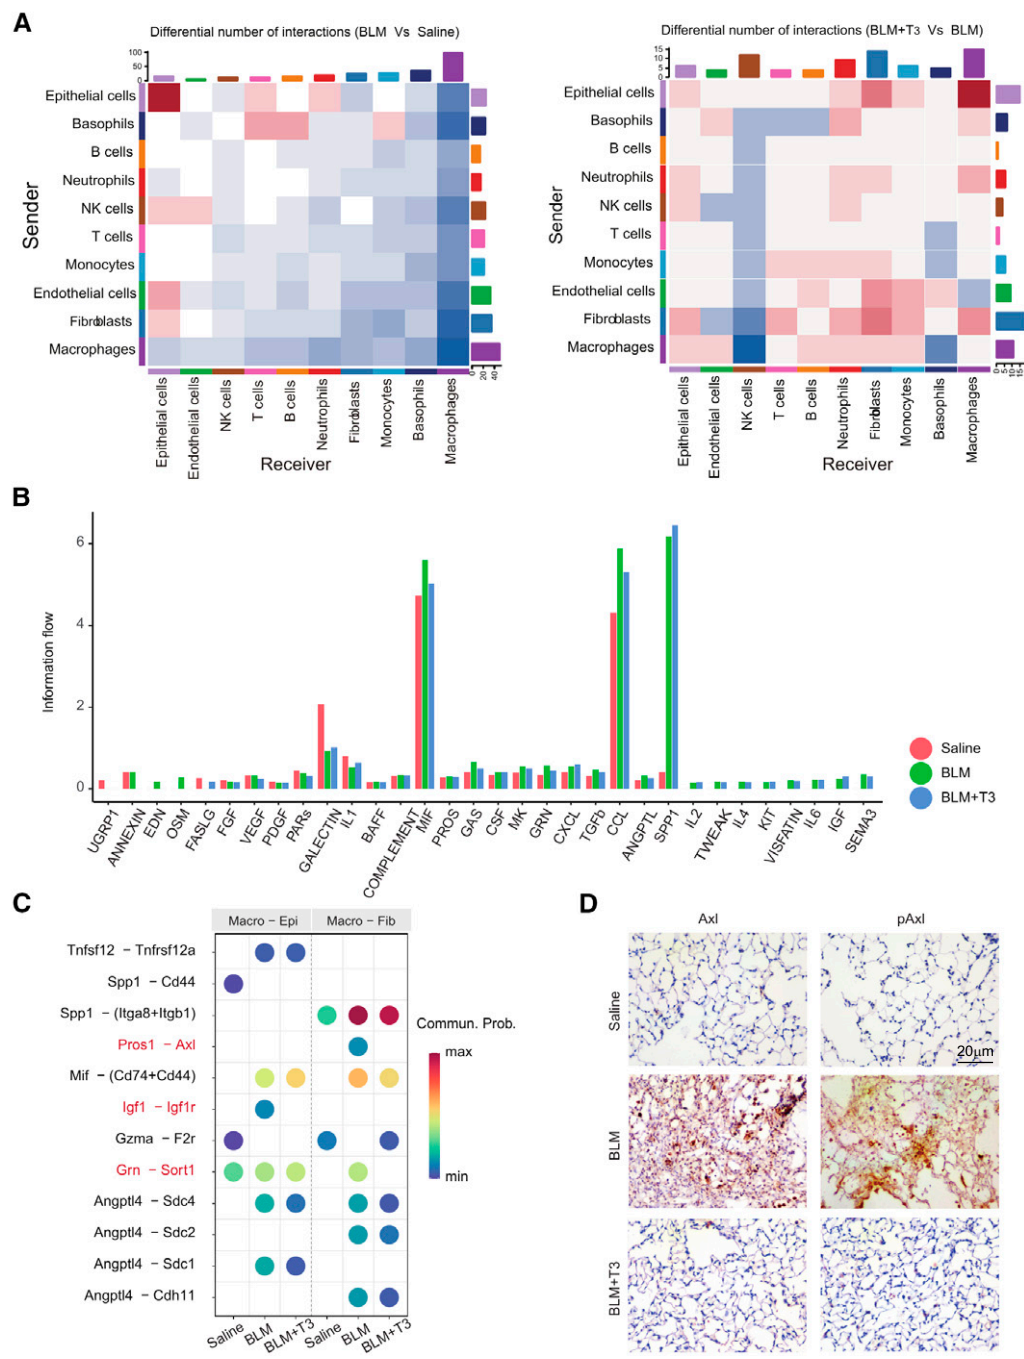 A
Differential number of interactions (BLM Vs Saline)
100
50
0
Epithelial cells
Basophils
B cells
Neutrophils
NK cells
T cells
Monocytes
Endothelial cells
Fibroblasts
Macrophages
Sender
0
20
40
Epithelial cells
Endothelial cells
NK cells
T cells
B cells
Neutrophils
Fibroblasts
Monocytes
Basophils
Macrophages
Receiver
Differential number of interactions (BLM+T3 Vs BLM)
15
10
5
0
Epithelial cells
Basophils
B cells
Neutrophils
NK cells
T cells
Monocytes
Endothelial cells
Fibroblasts
Macrophages
Sender
0
5
10
15
Epithelial cells
Endothelial cells
NK cells
T cells
B cells
Neutrophils
Fibroblasts
Monocytes
Basophils
Macrophages
Receiver
B
Information flow
6
4
2
0
UGRP1
ANNEXIN
EDN
OSM
FASLG
FGF
VEGF
PDGF
PARs
GALECTIN
IL1
BAFF
COMPLEMENT
MIF
PROS
GAS
CSF
MK
GRN
CXCL
TGFb
CCL
ANGPTL
SPP1
IL2
TWEAK
IL4
KIT
VISFATIN
IL6
IGF
SEMA3
Saline
BLM
BLM+T3
C
Macro − Epi
Macro − Fib
Tnfsf12 − Tnfrsf12a
Spp1 − Cd44
Spp1 − (Itga8+Itgb1)
Pros1 − Axl
Mif − (Cd74+Cd44)
Igf1 − Igf1r
Gzma − F2r
Grn − Sort1
Angptl4 − Sdc4
Angptl4 − Sdc2
Angptl4 − Sdc1
Angptl4 − Cdh11
Saline
BLM
BLM+T3
Saline
BLM
BLM+T3
Commun. Prob.
max
min
D
Axl
pAxl
Saline
20μm
BLM
BLM+T3